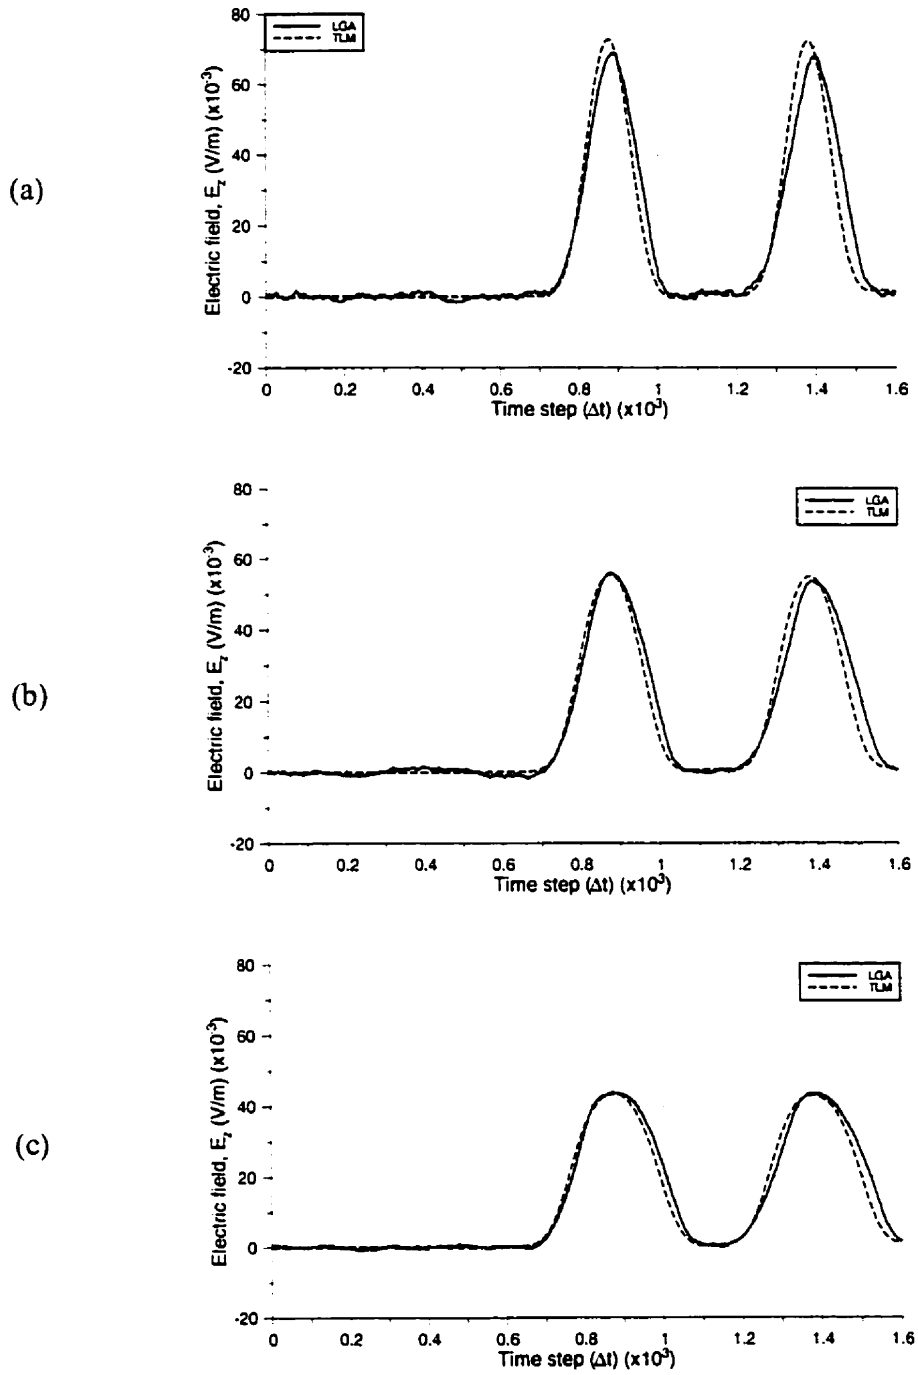 (a)
Electric field, E_z (V/m) (x10^-3)
80
60
40
20
0
-20
LGA
TLM
0 0.2 0.4 0.6 0.8 1 1.2 1.4 1.6
Time step (Δt) (x10^3)
(b)
Electric field, E_z (V/m) (x10^-3)
80
60
40
20
0
-20
LGA
TLM
0 0.2 0.4 0.6 0.8 1 1.2 1.4 1.6
Time step (Δt) (x10^3)
(c)
Electric field, E_z (V/m) (x10^-3)
80
60
40
20
0
-20
LGA
TLM
0 0.2 0.4 0.6 0.8 1 1.2 1.4 1.6
Time step (Δt) (x10^3)